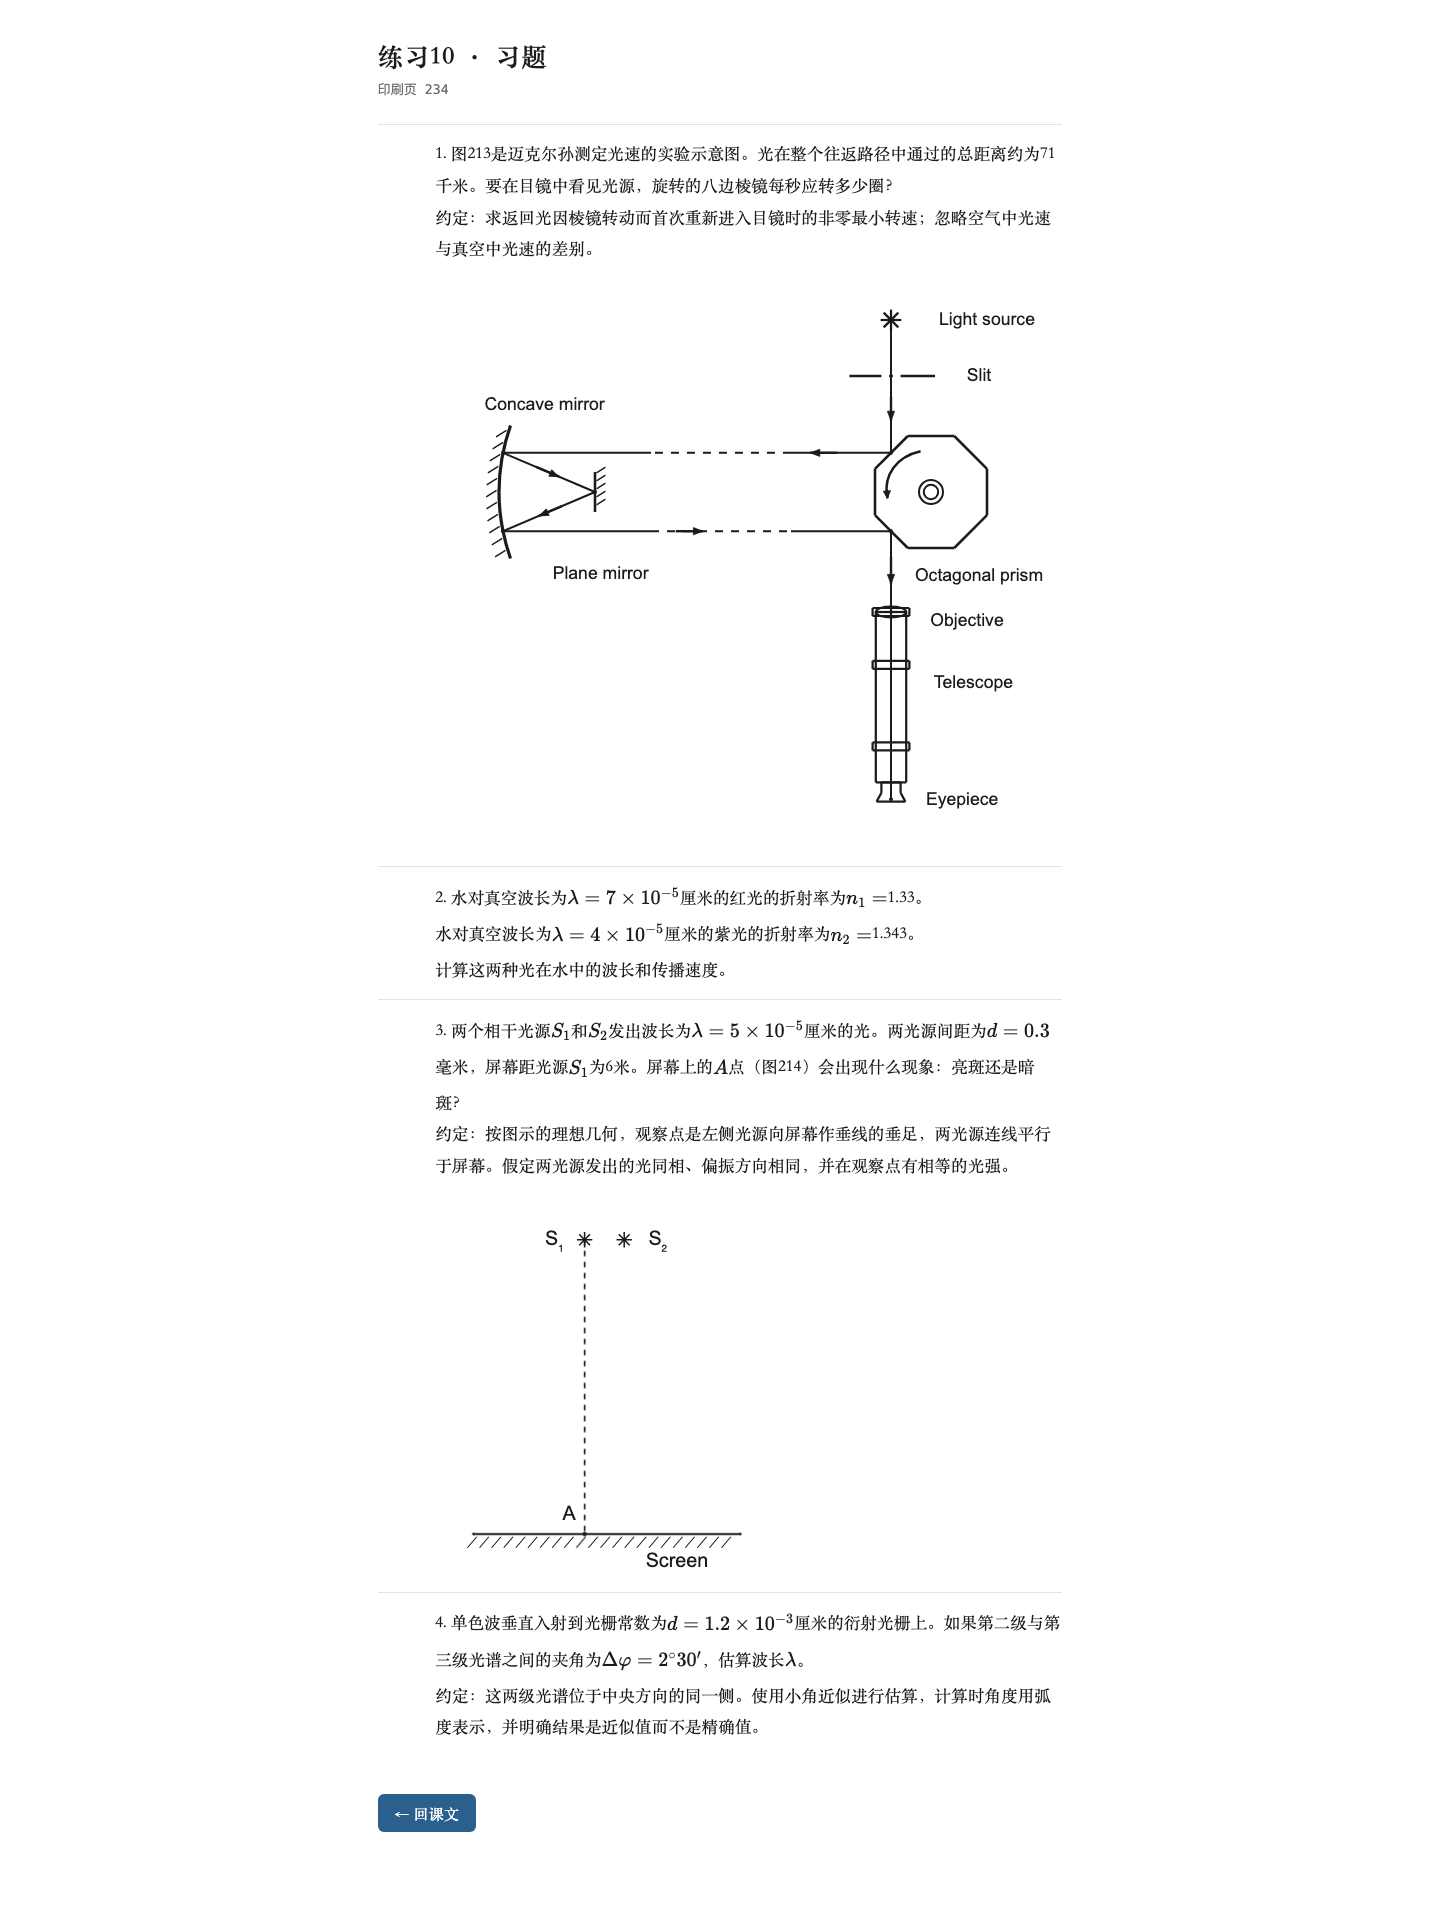 练习10 · 习题
印刷页 234
1. 图213是迈克尔孙测定光速的实验示意图。光在整个往返路径中通过的总距离约为71
千米。要在目镜中看见光源，旋转的八边棱镜每秒应转多少圈?
约定：求返回光因棱镜转动而首次重新进入目镜时的非零最小转速；忽略空气中光速
与真空中光速的差别。
Light source
Slit
Concave mirror
Plane mirror
Octagonal prism
Objective
Telescope
Eyepiece
2. 水对真空波长为λ = 7 × 10⁻⁵厘米的红光的折射率为n₁ =1.33。
水对真空波长为λ = 4 × 10⁻⁵厘米的紫光的折射率为n₂ =1.343。
计算这两种光在水中的波长和传播速度。
3. 两个相干光源S₁和S₂发出波长为λ = 5 × 10⁻⁵厘米的光。两光源间距为d = 0.3
毫米，屏幕距光源S₁为6米。屏幕上的A点（图214）会出现什么现象：亮斑还是暗
斑?
约定：按图示的理想几何，观察点是左侧光源向屏幕作垂线的垂足，两光源连线平行
于屏幕。假定两光源发出的光同相、偏振方向相同，并在观察点有相等的光强。
S₁ S₂
A
Screen
4. 单色波垂直入射到光栅常数为d = 1.2 × 10⁻³厘米的衍射光栅上。如果第二级与第
三级光谱之间的夹角为Δφ = 2°30′，估算波长λ。
约定：这两级光谱位于中央方向的同一侧。使用小角近似进行估算，计算时角度用弧
度表示，并明确结果是近似值而不是精确值。
← 回课文